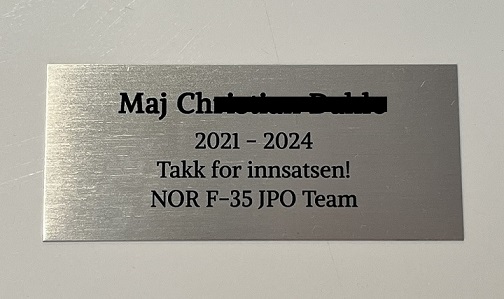 Maj
2021 – 2024
Takk for innsatsen!
NOR F-35 JPO Team